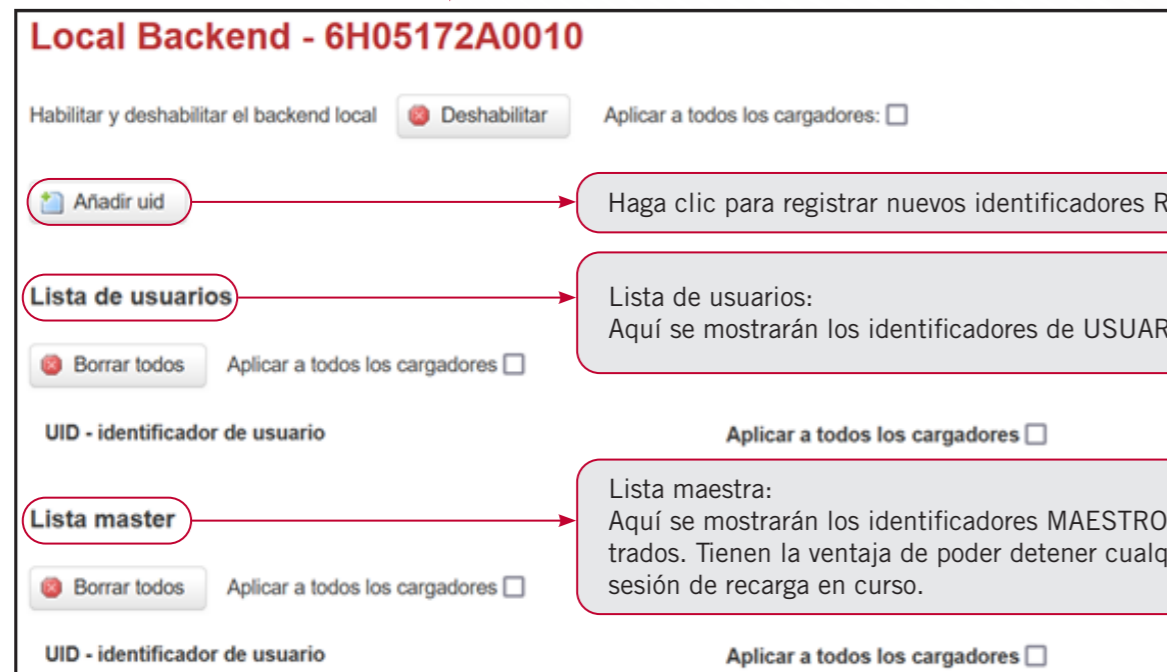 Local Backend - 6H05172A0010
Habilitar y deshabilitar el backend local Deshabilitar Aplicar a todos los cargadores:
Añadir uid
Haga clic para registrar nuevos identificadores R
Lista de usuarios
Lista de usuarios:
Aquí se mostrarán los identificadores de USUAR
Borrar todos Aplicar a todos los cargadores
UID - identificador de usuario Aplicar a todos los cargadores
Lista master
Lista maestra:
Aquí se mostrarán los identificadores MAESTRO
trados. Tienen la ventaja de poder detener cualq
sesión de recarga en curso.
Borrar todos Aplicar a todos los cargadores
UID - identificador de usuario Aplicar a todos los cargadores